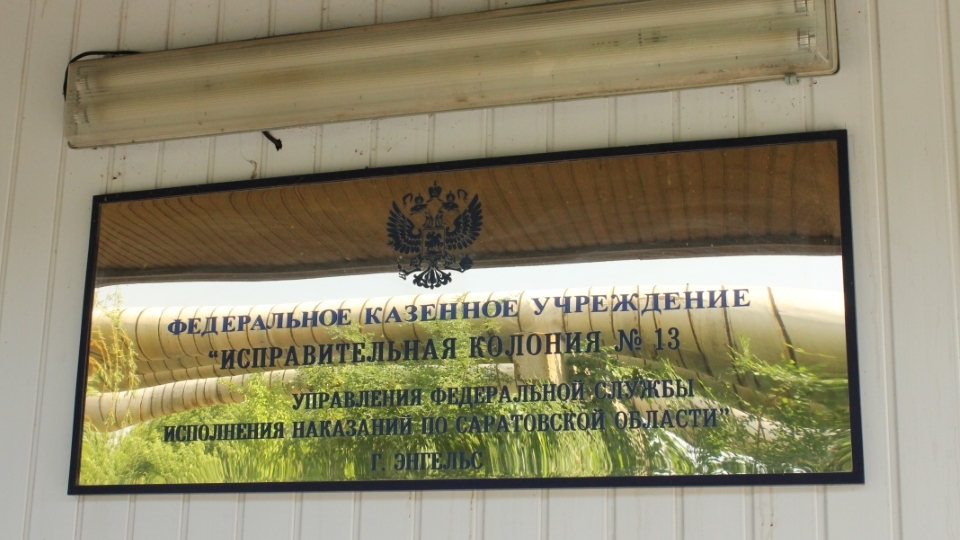 ФЕДЕРАЛЬНОЕ КАЗЕННОЕ УЧРЕЖДЕНИЕ
"ИСПРАВИТЕЛЬНАЯ КОЛОНИЯ № 13
УПРАВЛЕНИЯ ФЕДЕРАЛЬНОЙ СЛУЖБЫ
ИСПОЛНЕНИЯ НАКАЗАНИЙ ПО САРАТОВСКОЙ ОБЛАСТИ"
Г. ЭНГЕЛЬС